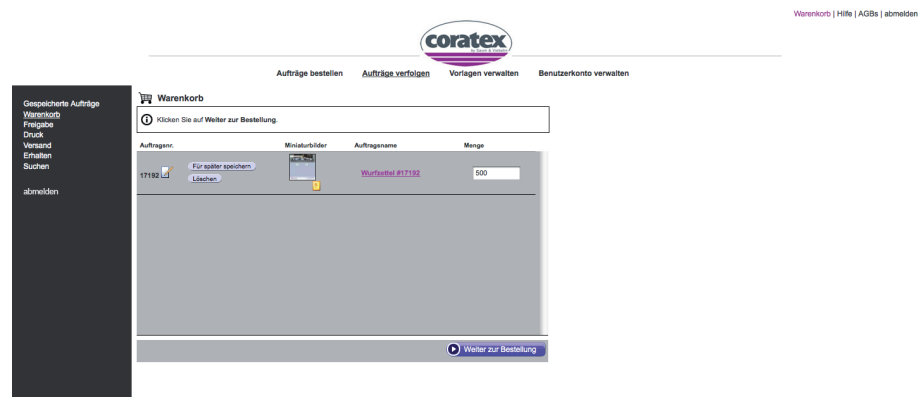 Warenkorb | Hilfe | AGBs | abmelden
coratex
Aufträge bestellen Aufträge verfolgen Vorlagen verwalten Benutzerkonto verwalten
Gespeicherte Aufträge
Warenkorb
Freigabe
Druck
Versand
Erhalten
Suchen
abmelden
Warenkorb
Klicken Sie auf Weiter zur Bestellung.
Auftragsnr. Miniaturbilder Auftragsname Menge
17192 Für später speichern Wurfzettel #17192 500
Löschen
Weiter zur Bestellung